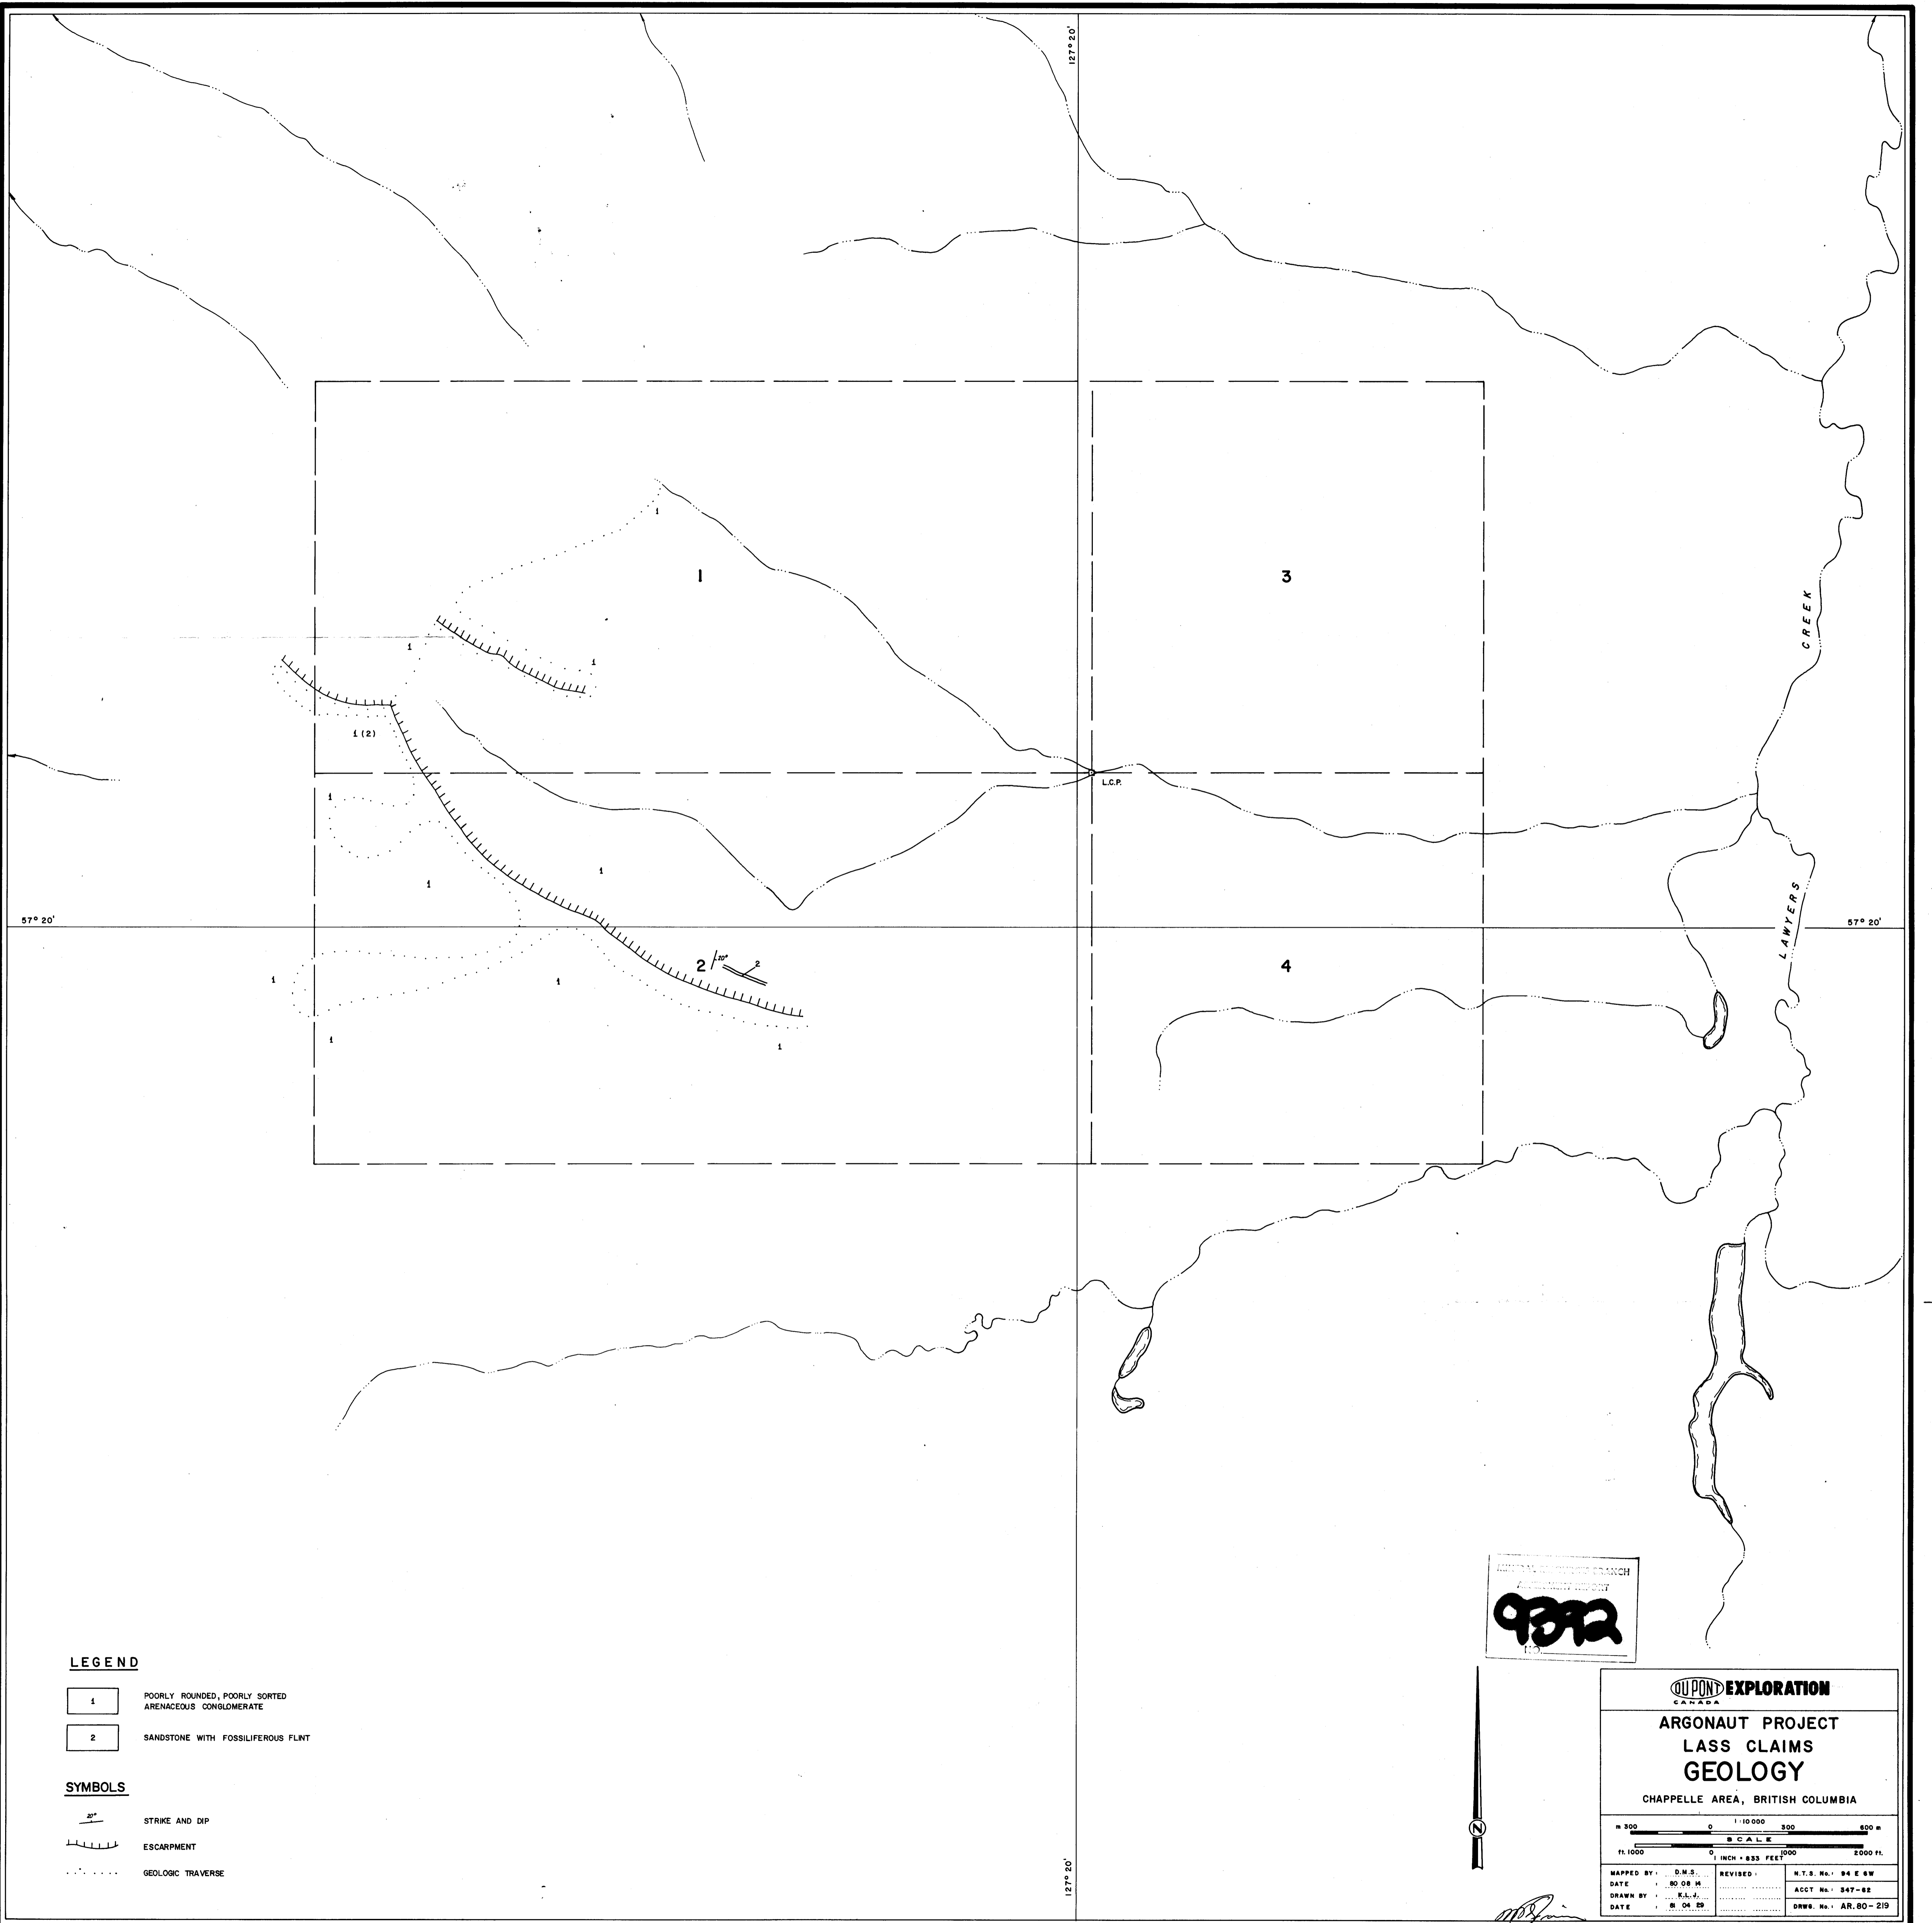 127° 20'
1
1
3
CREEK
1
1
1 (2)
L.C.P.
1
1
1
57° 20'
57° 20'
LAWYERS
2
20°
2
4
1
1
1
1
9392
NO.
LEGEND
1
POORLY ROUNDED, POORLY SORTED
ARENACEOUS CONGLOMERATE
2
SANDSTONE WITH FOSSILIFEROUS FLINT
SYMBOLS
20°
STRIKE AND DIP
ESCARPMENT
GEOLOGIC TRAVERSE
127° 20'
N
DU PONT EXPLORATION
CANADA
ARGONAUT PROJECT
LASS CLAIMS
GEOLOGY
CHAPPELLE AREA, BRITISH COLUMBIA
1:10 000
m 300 0 300 600 m
SCALE
ft. 1000 0 1000 2000 ft.
1 INCH = 833 FEET
MAPPED BY: D.M.S. REVISED: N.T.S. No.: 94 E 6W
DATE : 80 08 14
ACCT No.: 347-82
DRAWN BY : K.L.J.
DATE : 81 04 29
DRWG. No.: AR.80-219